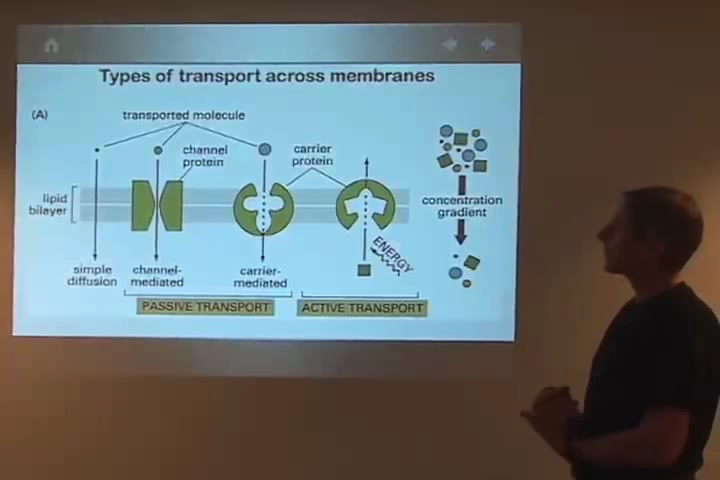 Types of transport across membranes
(A)
transported molecule
channel
protein
carrier
protein
lipid
bilayer
concentration
gradient
ENERGY
simple
diffusion
channel-
mediated
carrier-
mediated
PASSIVE TRANSPORT
ACTIVE TRANSPORT